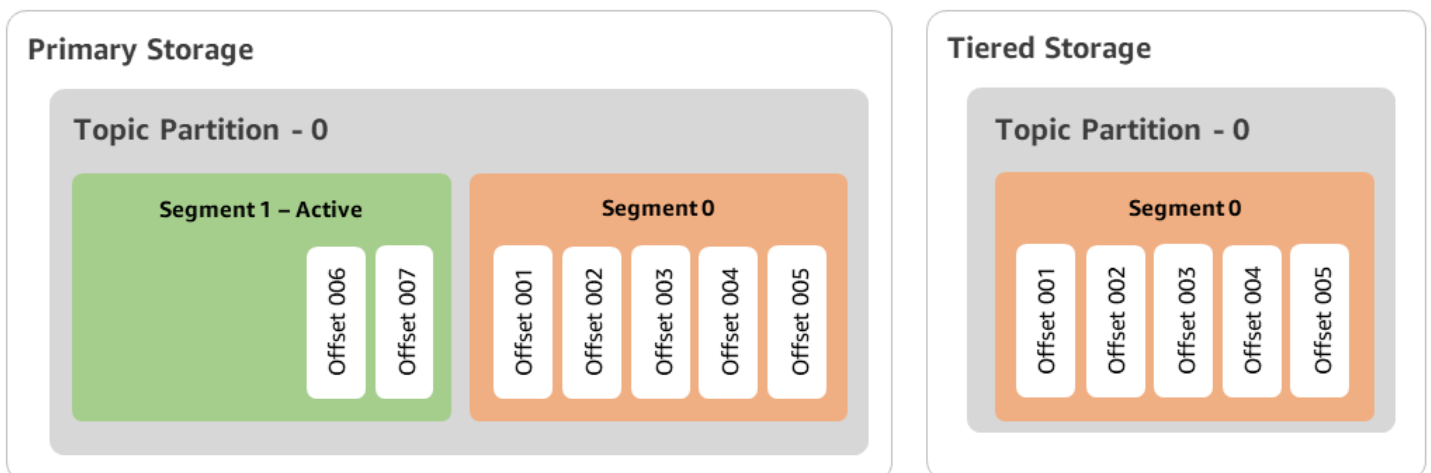 Primary Storage
Topic Partition - 0
Segment 1 – Active
Offset 006
Offset 007
Segment 0
Offset 001
Offset 002
Offset 003
Offset 004
Offset 005
Tiered Storage
Topic Partition - 0
Segment 0
Offset 001
Offset 002
Offset 003
Offset 004
Offset 005